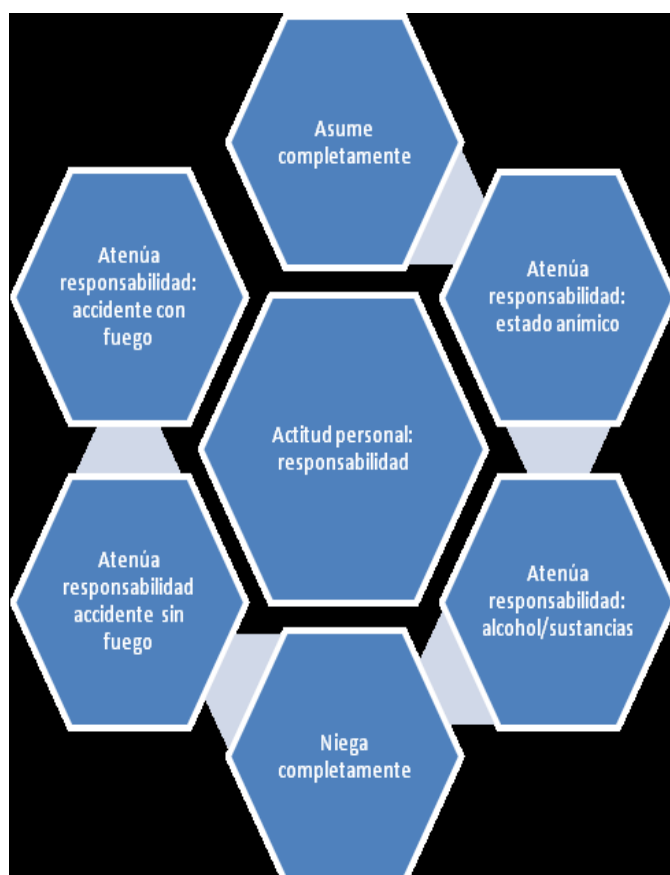 Asume
completamente
Atenúa
responsabilidad:
estado anímico
Atenúa
responsabilidad:
alcohol/sustancias
Niega
completamente
Atenúa
responsabilidad
accidente sin
fuego
Atenúa
responsabilidad:
accidente con
fuego
Actitud personal:
responsabilidad